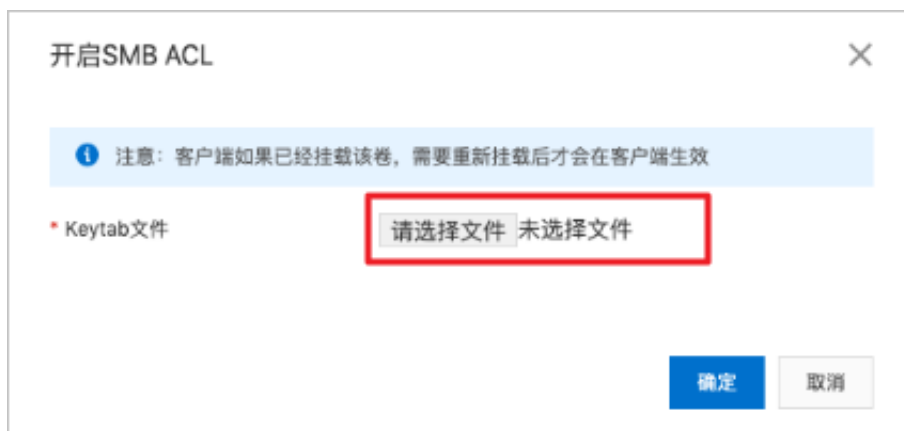 开启SMB ACL
注意：客户端如果已经挂载该卷，需要重新挂载后才会在客户端生效
* Keytab文件 请选择文件 未选择文件
确定 取消